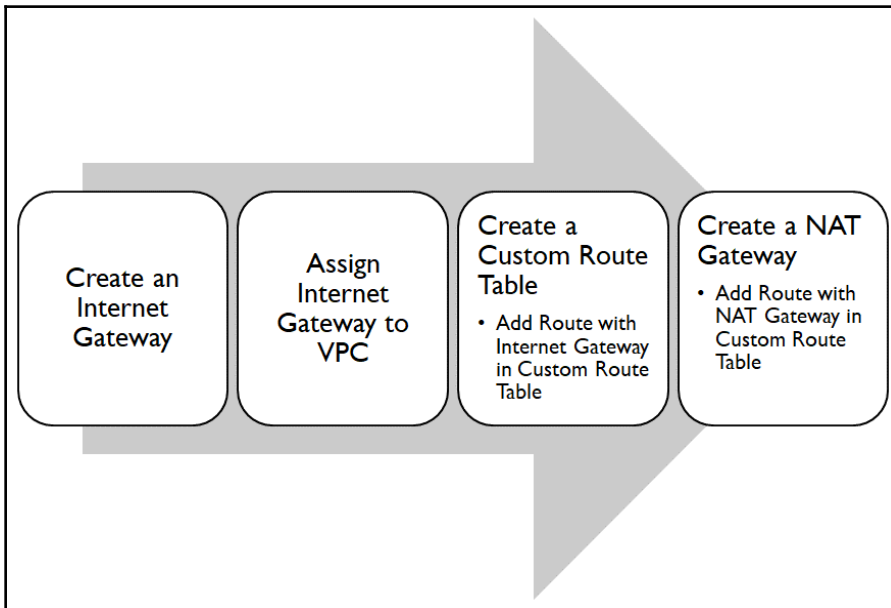 Create an
Internet
Gateway
Assign
Internet
Gateway to
VPC
Create a
Custom Route
Table
• Add Route with
Internet Gateway
in Custom Route
Table
Create a NAT
Gateway
• Add Route with
NAT Gateway in
Custom Route
Table